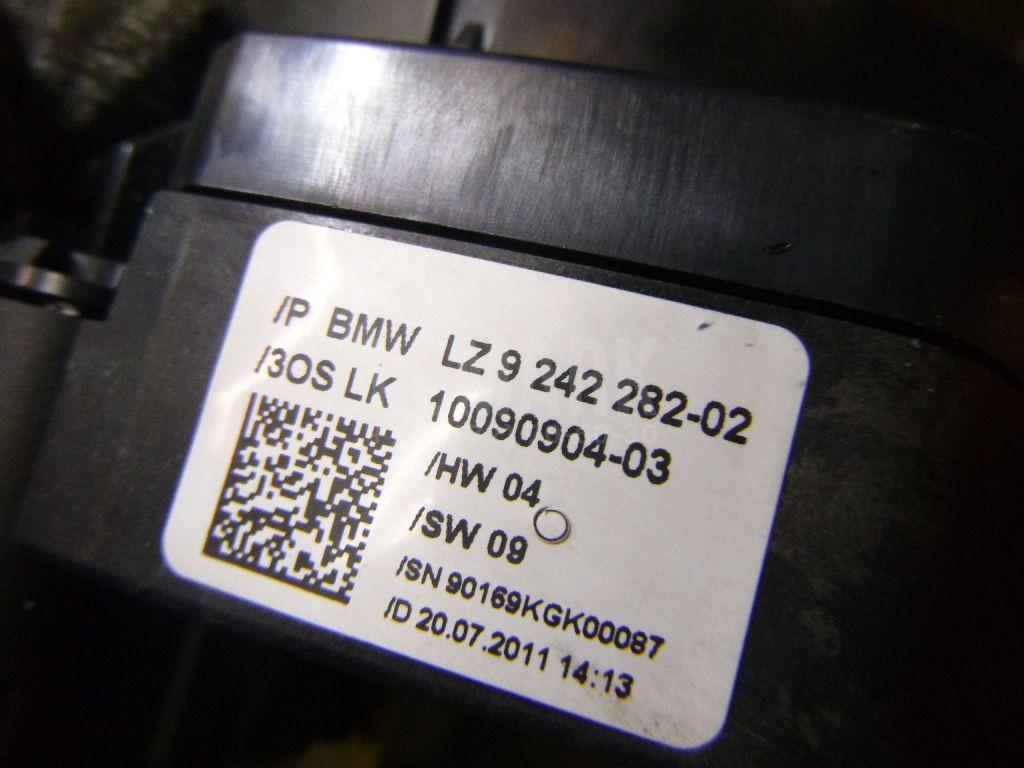 /P BMW LZ 9 242 282-02
/3OS LK 10090904-03
/HW 04
/SW 09
/SN 90169KGK00087
/D 20.07.2011 14:13